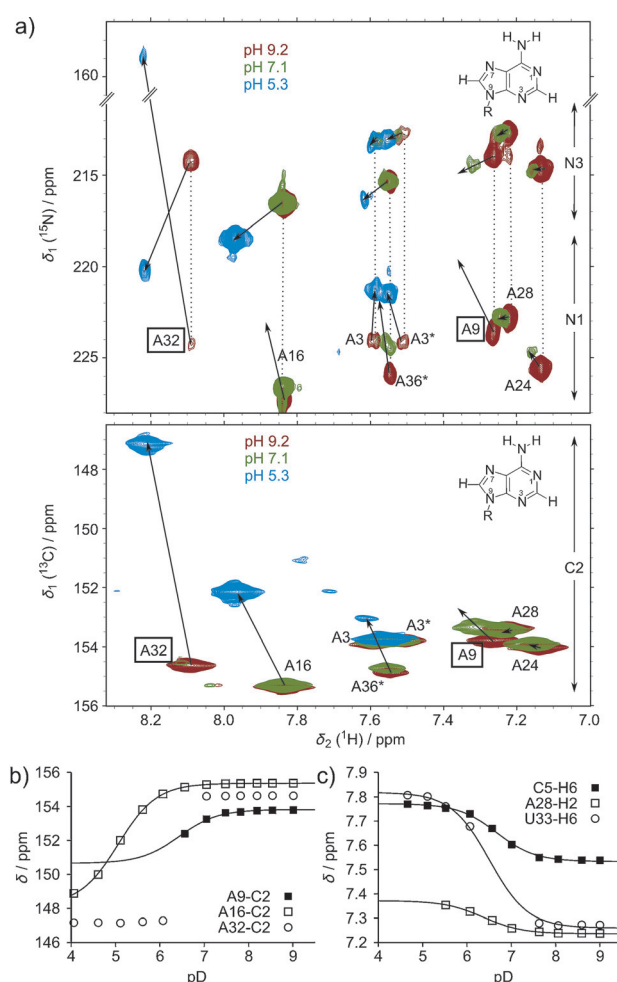 a)
pH 9.2
pH 7.1
pH 5.3
H N H
N 7
1 N
H
9 N
3 N
H
R
160
215
220
225
δ1 (15N) / ppm
N3
N1
A32
A16
A3
A3*
A36*
A9
A28
A24
pH 9.2
pH 7.1
pH 5.3
H N H
N 7
1 N
H
9 N
3 N
H
R
148
150
152
154
156
δ1 (13C) / ppm
C2
A32
A16
A3
A3*
A36*
A9
A28
A24
8.2 8.0 7.8 7.6 7.4 7.2 7.0
δ2 (1H) / ppm
b)
156
154
152
150
148
146
δ / ppm
A9-C2
A16-C2
A32-C2
4 5 6 7 8 9
pD
c)
7.9
7.8
7.7
7.6
7.5
7.4
7.3
7.2
δ / ppm
C5-H6
A28-H2
U33-H6
4 5 6 7 8 9
pD